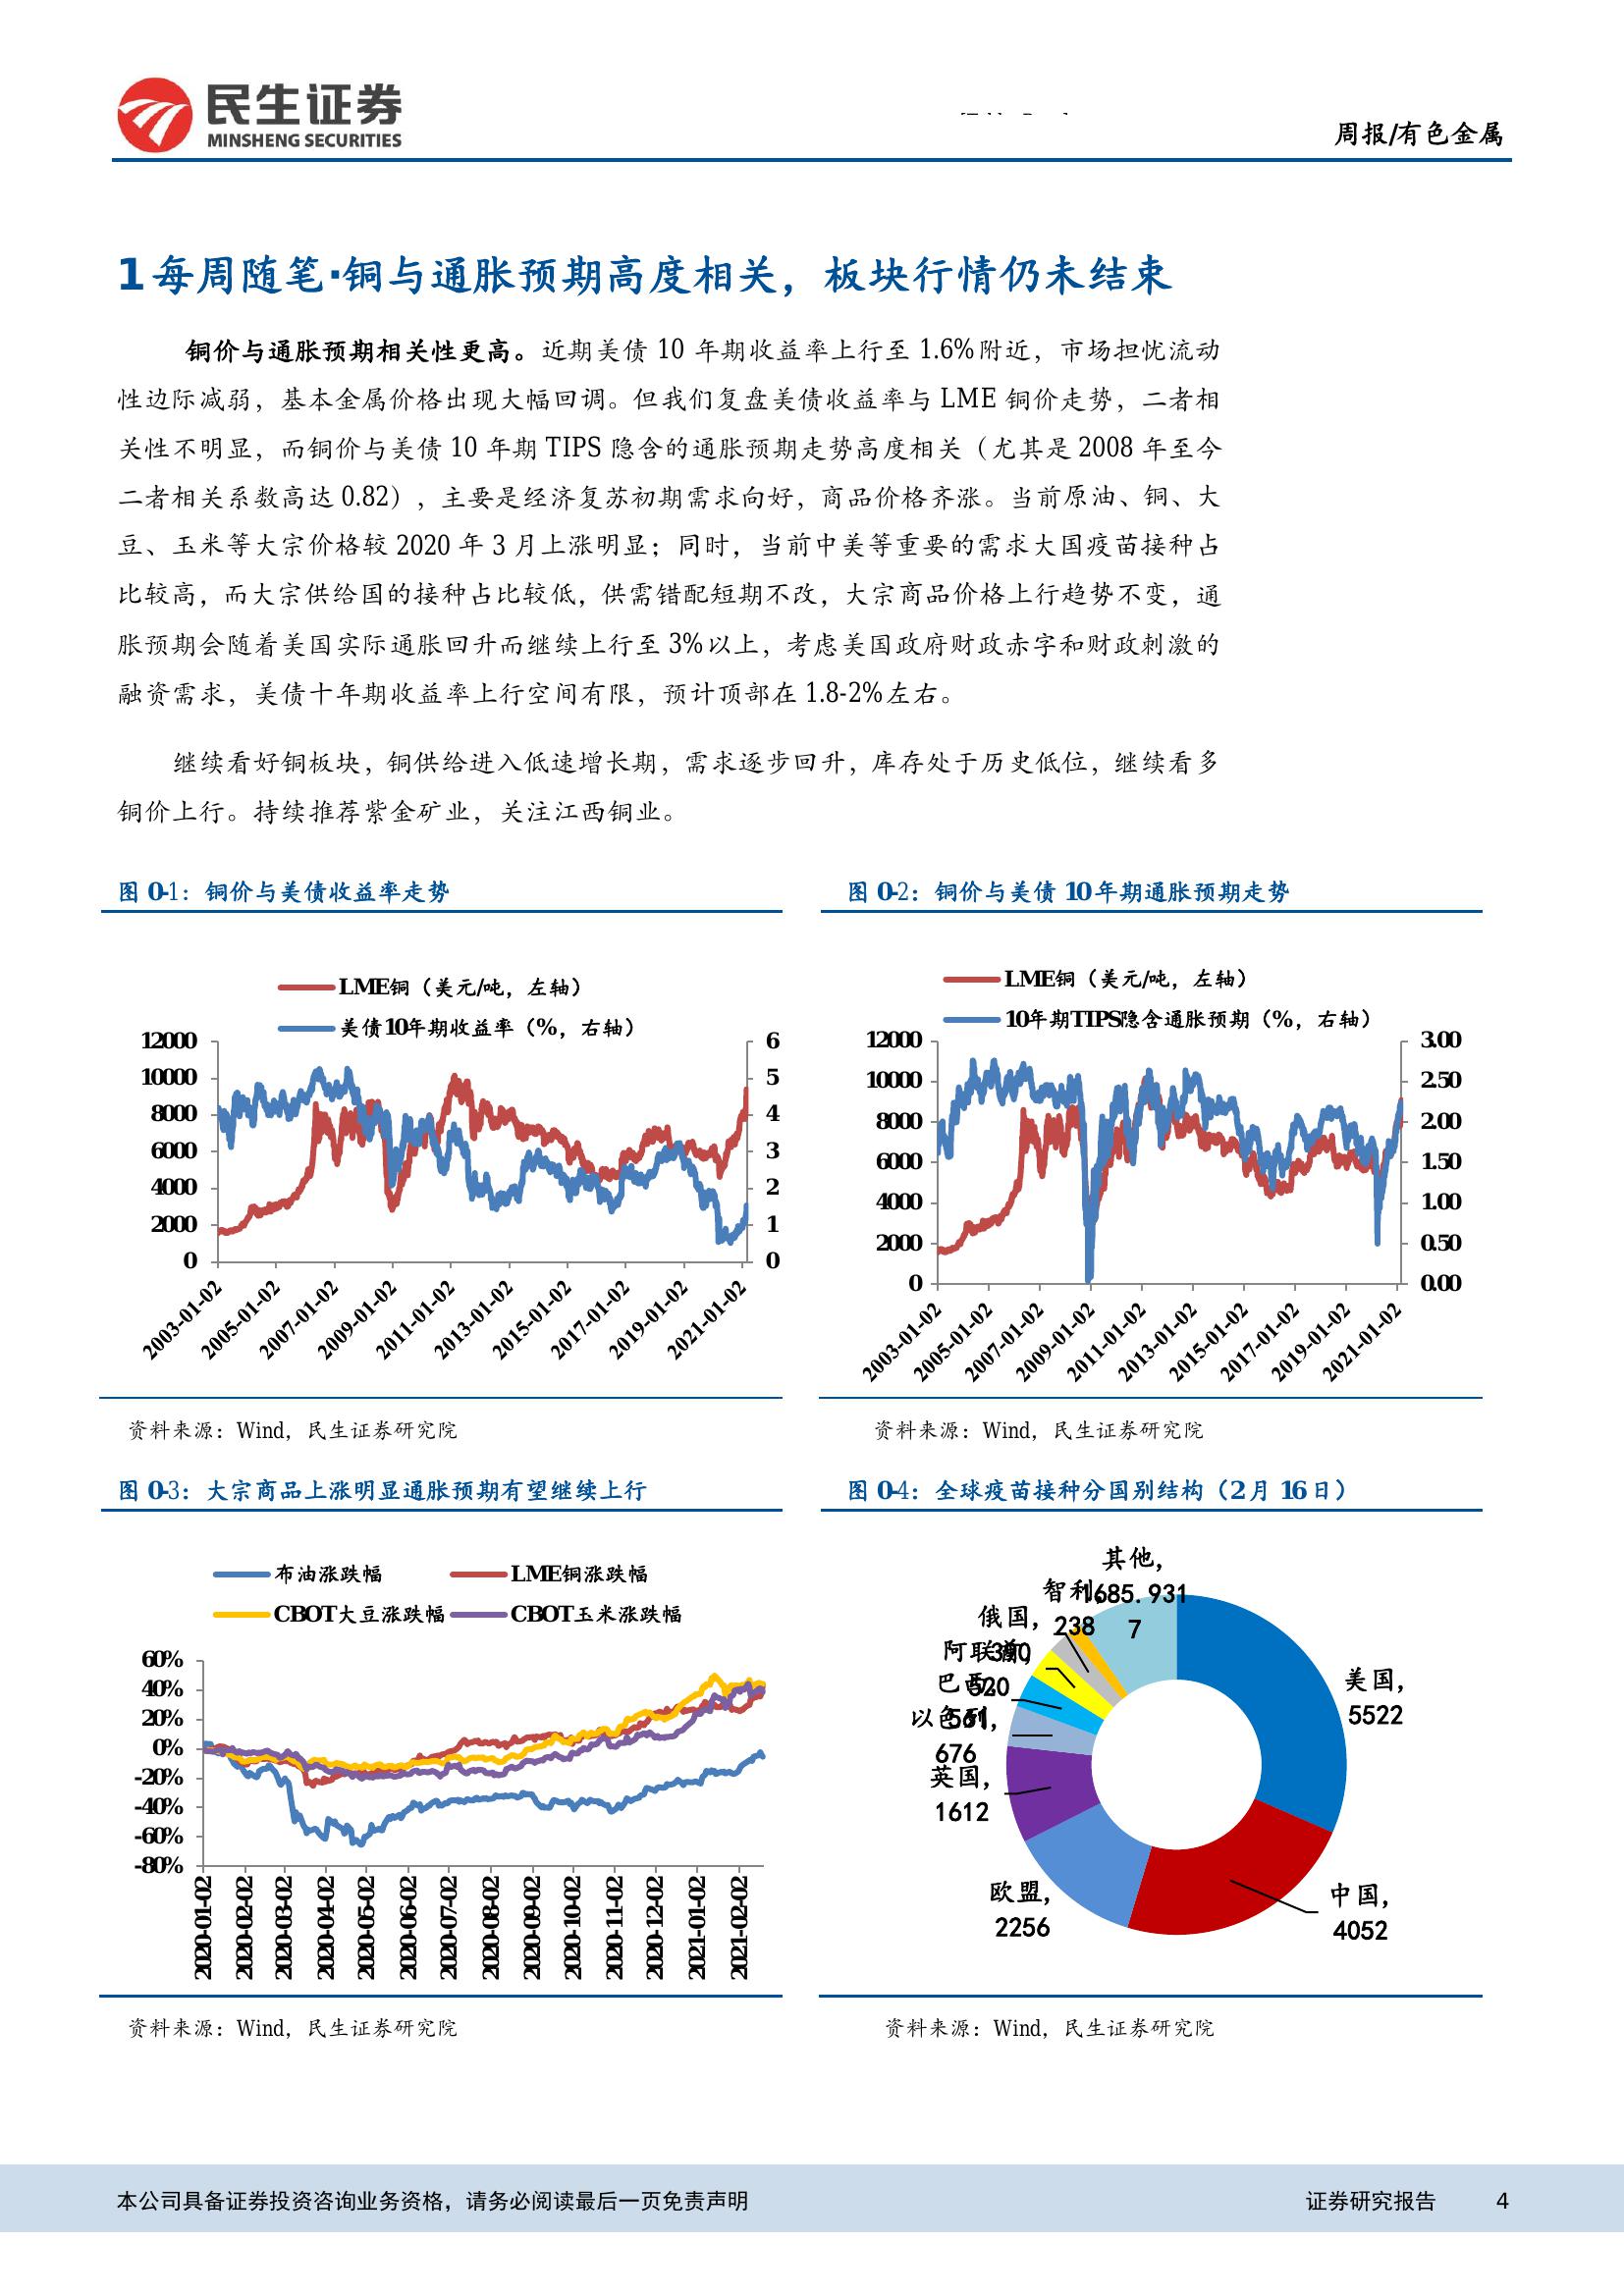 民生证券
MINSHENG SECURITIES
周报/有色金属
1 每周随笔·铜与通胀预期高度相关，板块行情仍未结束
铜价与通胀预期相关性更高。近期美债 10 年期收益率上行至 1.6%附近，市场担忧流动
性边际减弱，基本金属价格出现大幅回调。但我们复盘美债收益率与 LME 铜价走势，二者相
关性不明显，而铜价与美债 10 年期 TIPS 隐含的通胀预期走势高度相关（尤其是 2008 年至今
二者相关系数高达 0.82），主要是经济复苏初期需求向好，商品价格齐涨。当前原油、铜、大
豆、玉米等大宗价格较 2020 年 3 月上涨明显；同时，当前中美等重要的需求大国疫苗接种占
比较高，而大宗供给国的接种占比较低，供需错配短期不改，大宗商品价格上行趋势不变，通
胀预期会随着美国实际通胀回升而继续上行至 3%以上，考虑美国政府财政赤字和财政刺激的
融资需求，美债十年期收益率上行空间有限，预计顶部在 1.8-2%左右。
继续看好铜板块，铜供给进入低速增长期，需求逐步回升，库存处于历史低位，继续看多
铜价上行。持续推荐紫金矿业，关注江西铜业。
图 0-1：铜价与美债收益率走势
LME铜（美元/吨，左轴）
美债10年期收益率（%，右轴）
12000
10000
8000
6000
4000
2000
0
6
5
4
3
2
1
0
2003-01-02
2005-01-02
2007-01-02
2009-01-02
2011-01-02
2013-01-02
2015-01-02
2017-01-02
2019-01-02
2021-01-02
资料来源：Wind，民生证券研究院
图 0-2：铜价与美债 10 年期通胀预期走势
LME铜（美元/吨，左轴）
10年期TIPS隐含通胀预期（%，右轴）
12000
10000
8000
6000
4000
2000
0
3.00
2.50
2.00
1.50
1.00
0.50
0.00
2003-01-02
2005-01-02
2007-01-02
2009-01-02
2011-01-02
2013-01-02
2015-01-02
2017-01-02
2019-01-02
2021-01-02
资料来源：Wind，民生证券研究院
图 0-3：大宗商品上涨明显通胀预期有望继续上行
布油涨跌幅
LME铜涨跌幅
CBOT大豆涨跌幅
CBOT玉米涨跌幅
60%
40%
20%
0%
-20%
-40%
-60%
-80%
2020-01-02
2020-02-02
2020-03-02
2020-04-02
2020-05-02
2020-06-02
2020-07-02
2020-08-02
2020-09-02
2020-10-02
2020-11-02
2020-12-02
2021-01-02
2021-02-02
资料来源：Wind，民生证券研究院
图 0-4：全球疫苗接种分国别结构（2 月 16 日）
其他，
1685.931
7
智利，
238
俄国，
390
阿联酋，
520
巴西，
561
以色列，
676
英国，
1612
欧盟，
2256
美国，
5522
中国，
4052
资料来源：Wind，民生证券研究院
本公司具备证券投资咨询业务资格，请务必阅读最后一页免责声明
证券研究报告
4